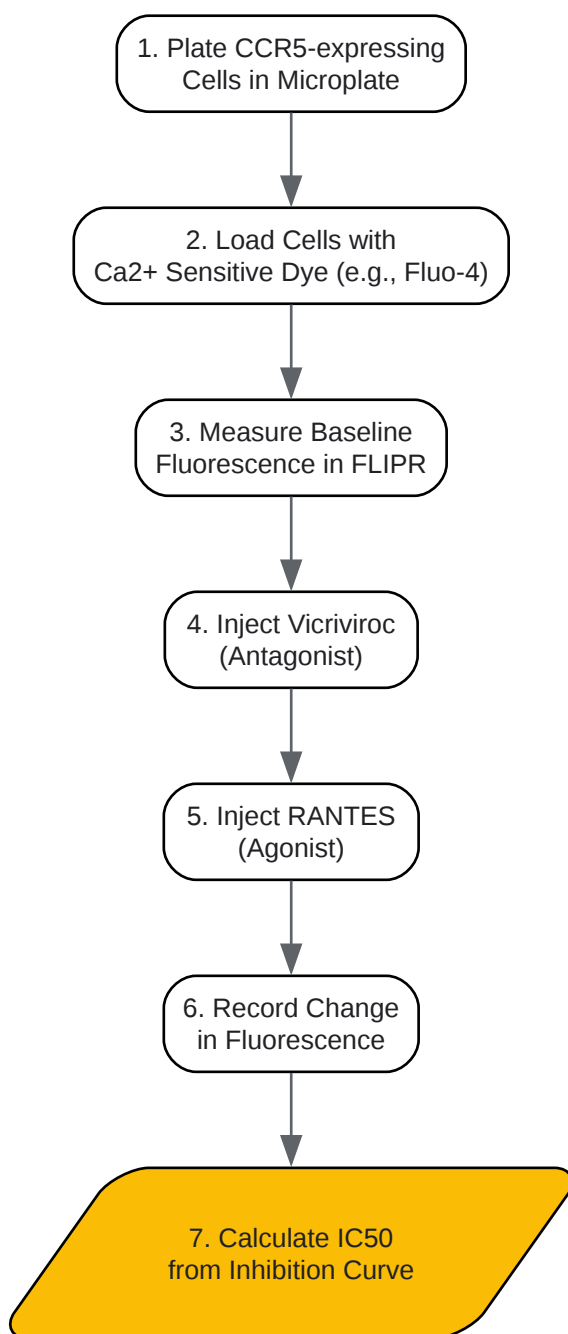 1. Plate CCR5-expressing
Cells in Microplate
2. Load Cells with
Ca2+ Sensitive Dye (e.g., Fluo-4)
3. Measure Baseline
Fluorescence in FLIPR
4. Inject Vicriviroc
(Antagonist)
5. Inject RANTES
(Agonist)
6. Record Change
in Fluorescence
7. Calculate IC50
from Inhibition Curve